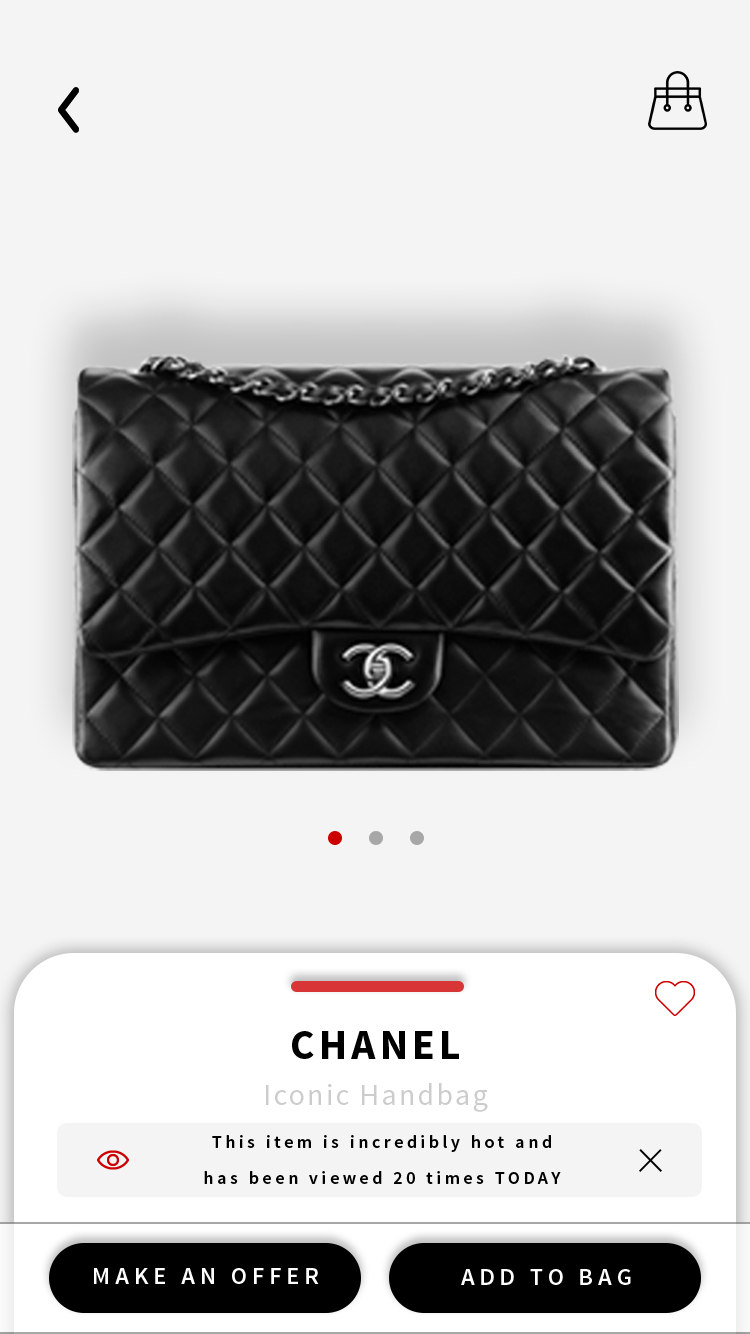 CHANEL
Iconic Handbag
This item is incredibly hot and
has been viewed 20 times TODAY
MAKE AN OFFER
ADD TO BAG